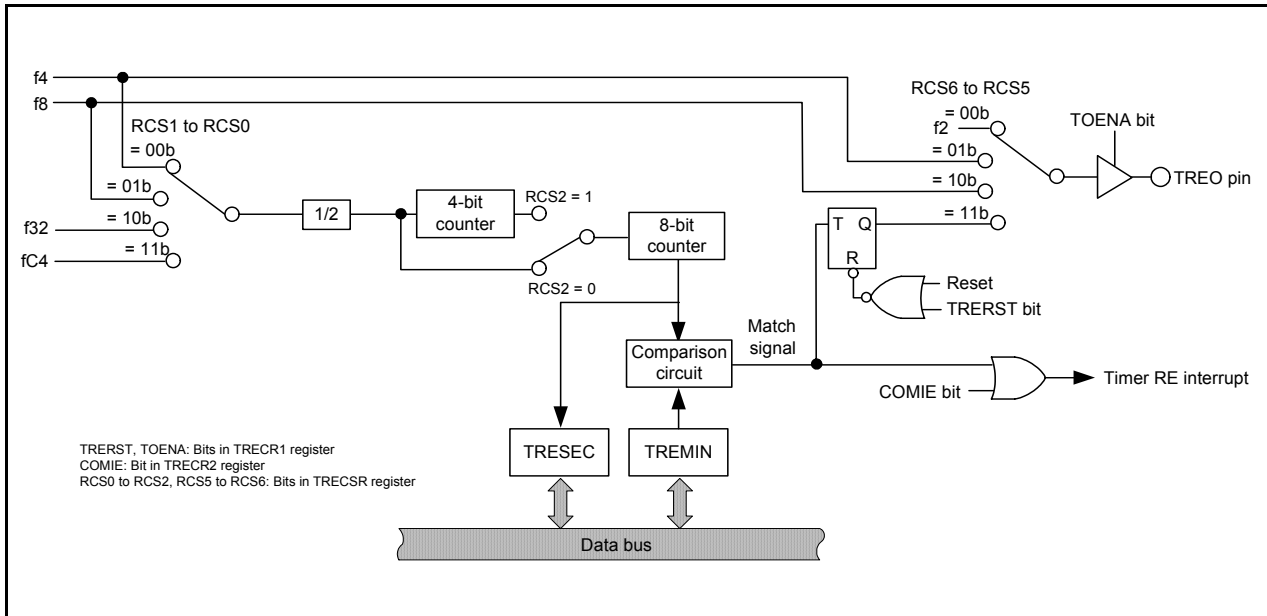 f4
f8
RCS1 to RCS0
= 00b
= 01b
= 10b
f32
= 11b
fC4
1/2
4-bit
counter
RCS2 = 1
RCS2 = 0
8-bit
counter
RCS6 to RCS5
= 00b
f2
= 01b
= 10b
= 11b
TOENA bit
TREO pin
T Q
R
Reset
TRERST bit
Match
signal
Comparison
circuit
COMIE bit
Timer RE interrupt
TRESEC
TREMIN
TRERST, TOENA: Bits in TRECR1 register
COMIE: Bit in TRECR2 register
RCS0 to RCS2, RCS5 to RCS6: Bits in TRECSR register
Data bus